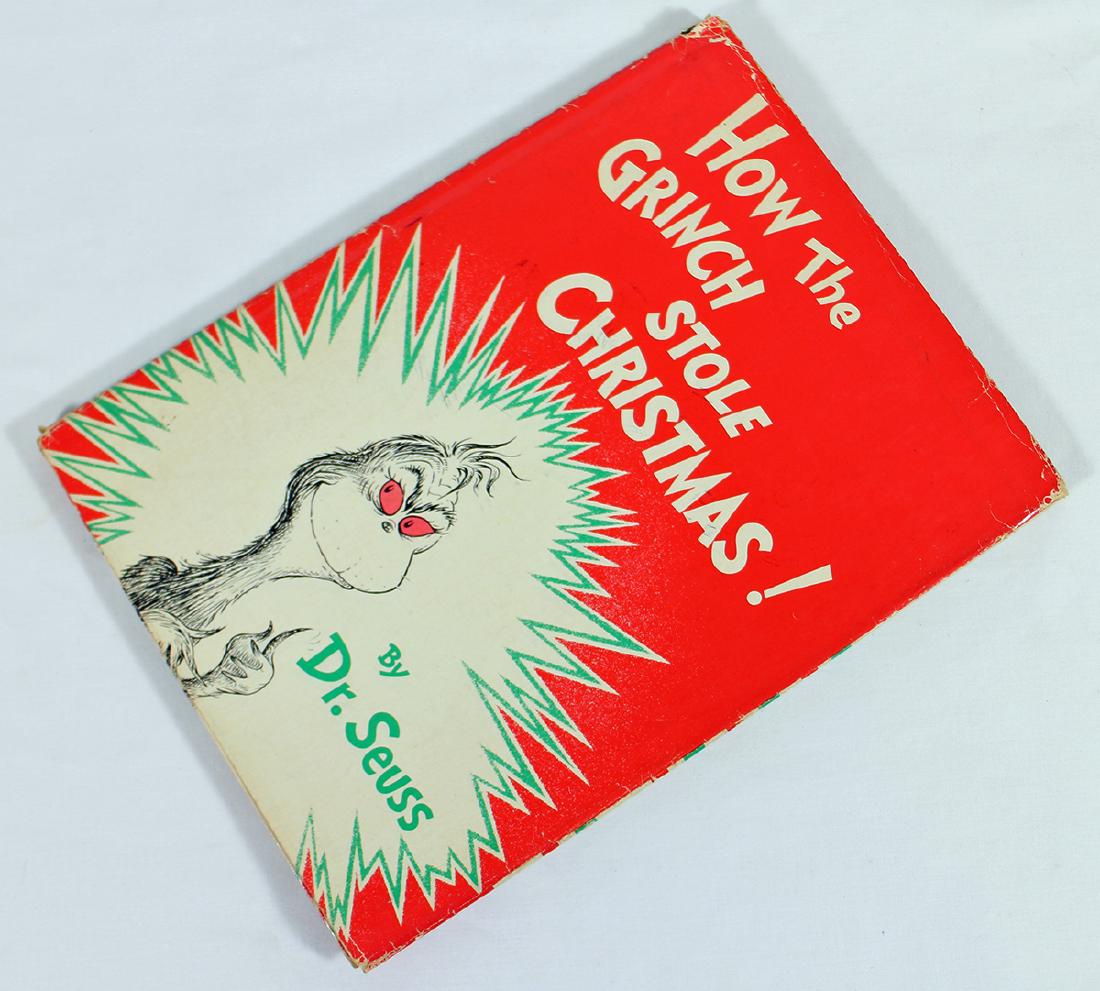 HOW The
GRINCH
STOLE
CHRISTMAS!
By
Dr. Seuss